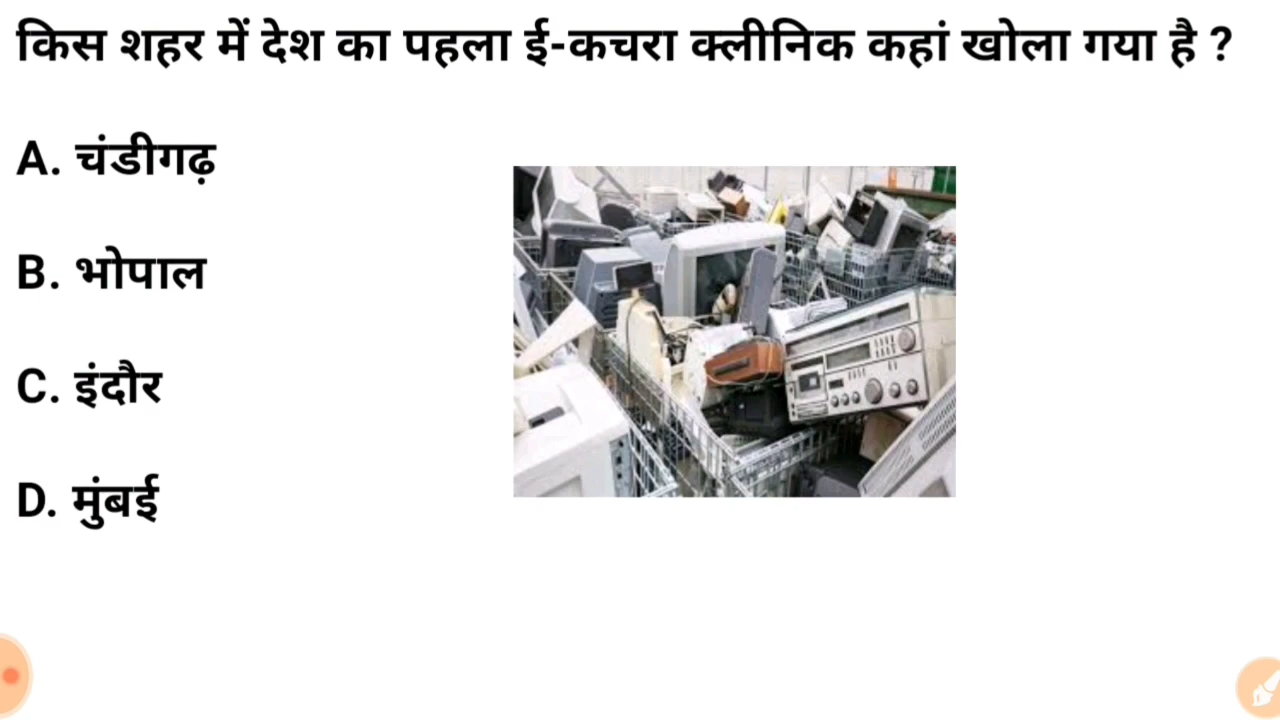 किस शहर में देश का पहला ई-कचरा क्लीनिक कहां खोला गया है ?
A. चंडीगढ़
B. भोपाल
C. इंदौर
D. मुंबई